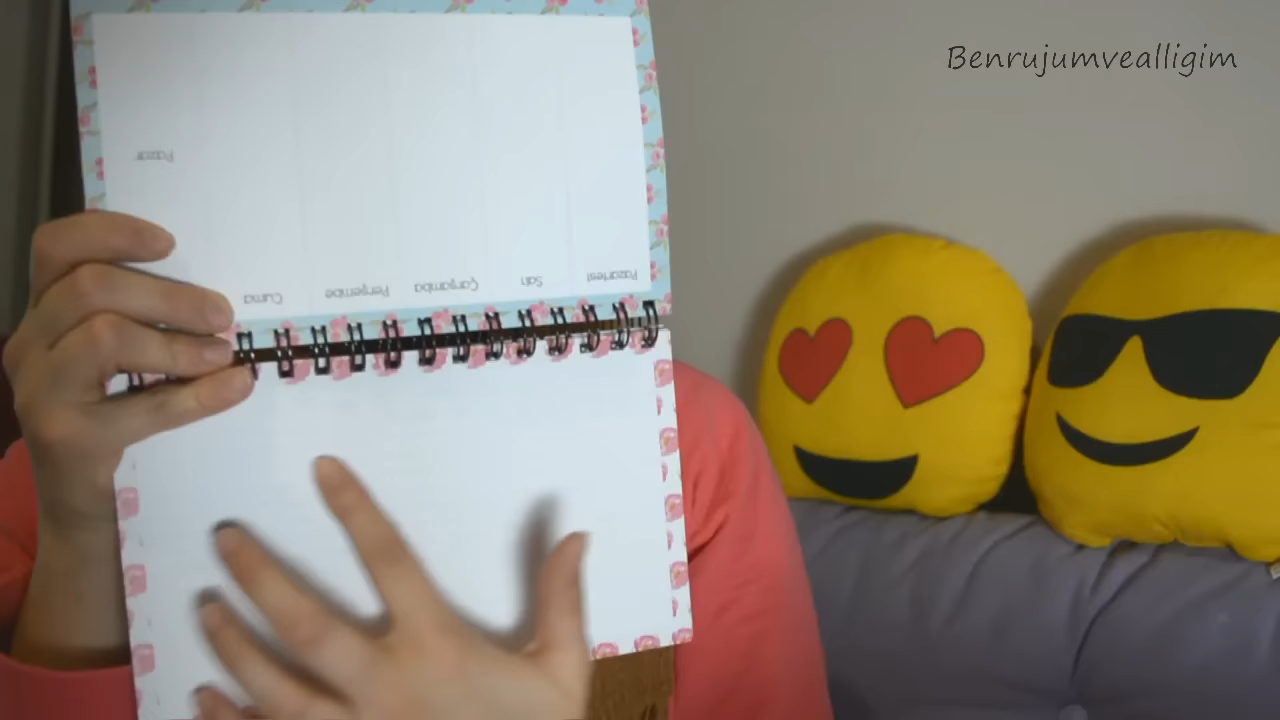 Benrujumvealligim
Pazar
Cuma
Perşembe
Çarşamba
Salı
Pazartesi